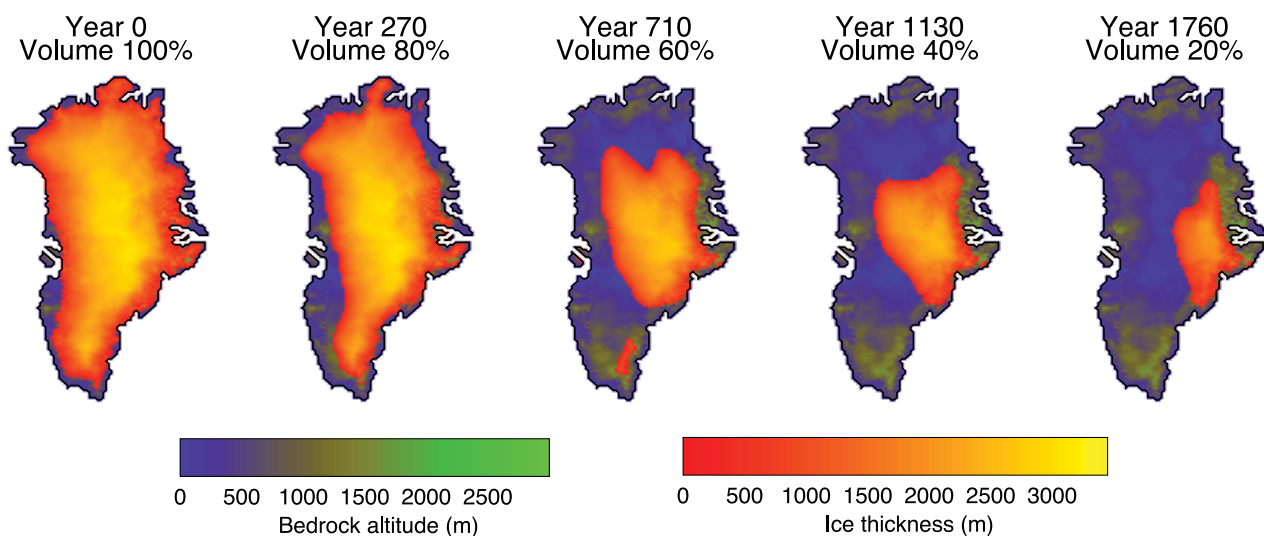 Year 0
Volume 100%
Year 270
Volume 80%
Year 710
Volume 60%
Year 1130
Volume 40%
Year 1760
Volume 20%
0 500 1000 1500 2000 2500
Bedrock altitude (m)
0 500 1000 1500 2000 2500 3000
Ice thickness (m)